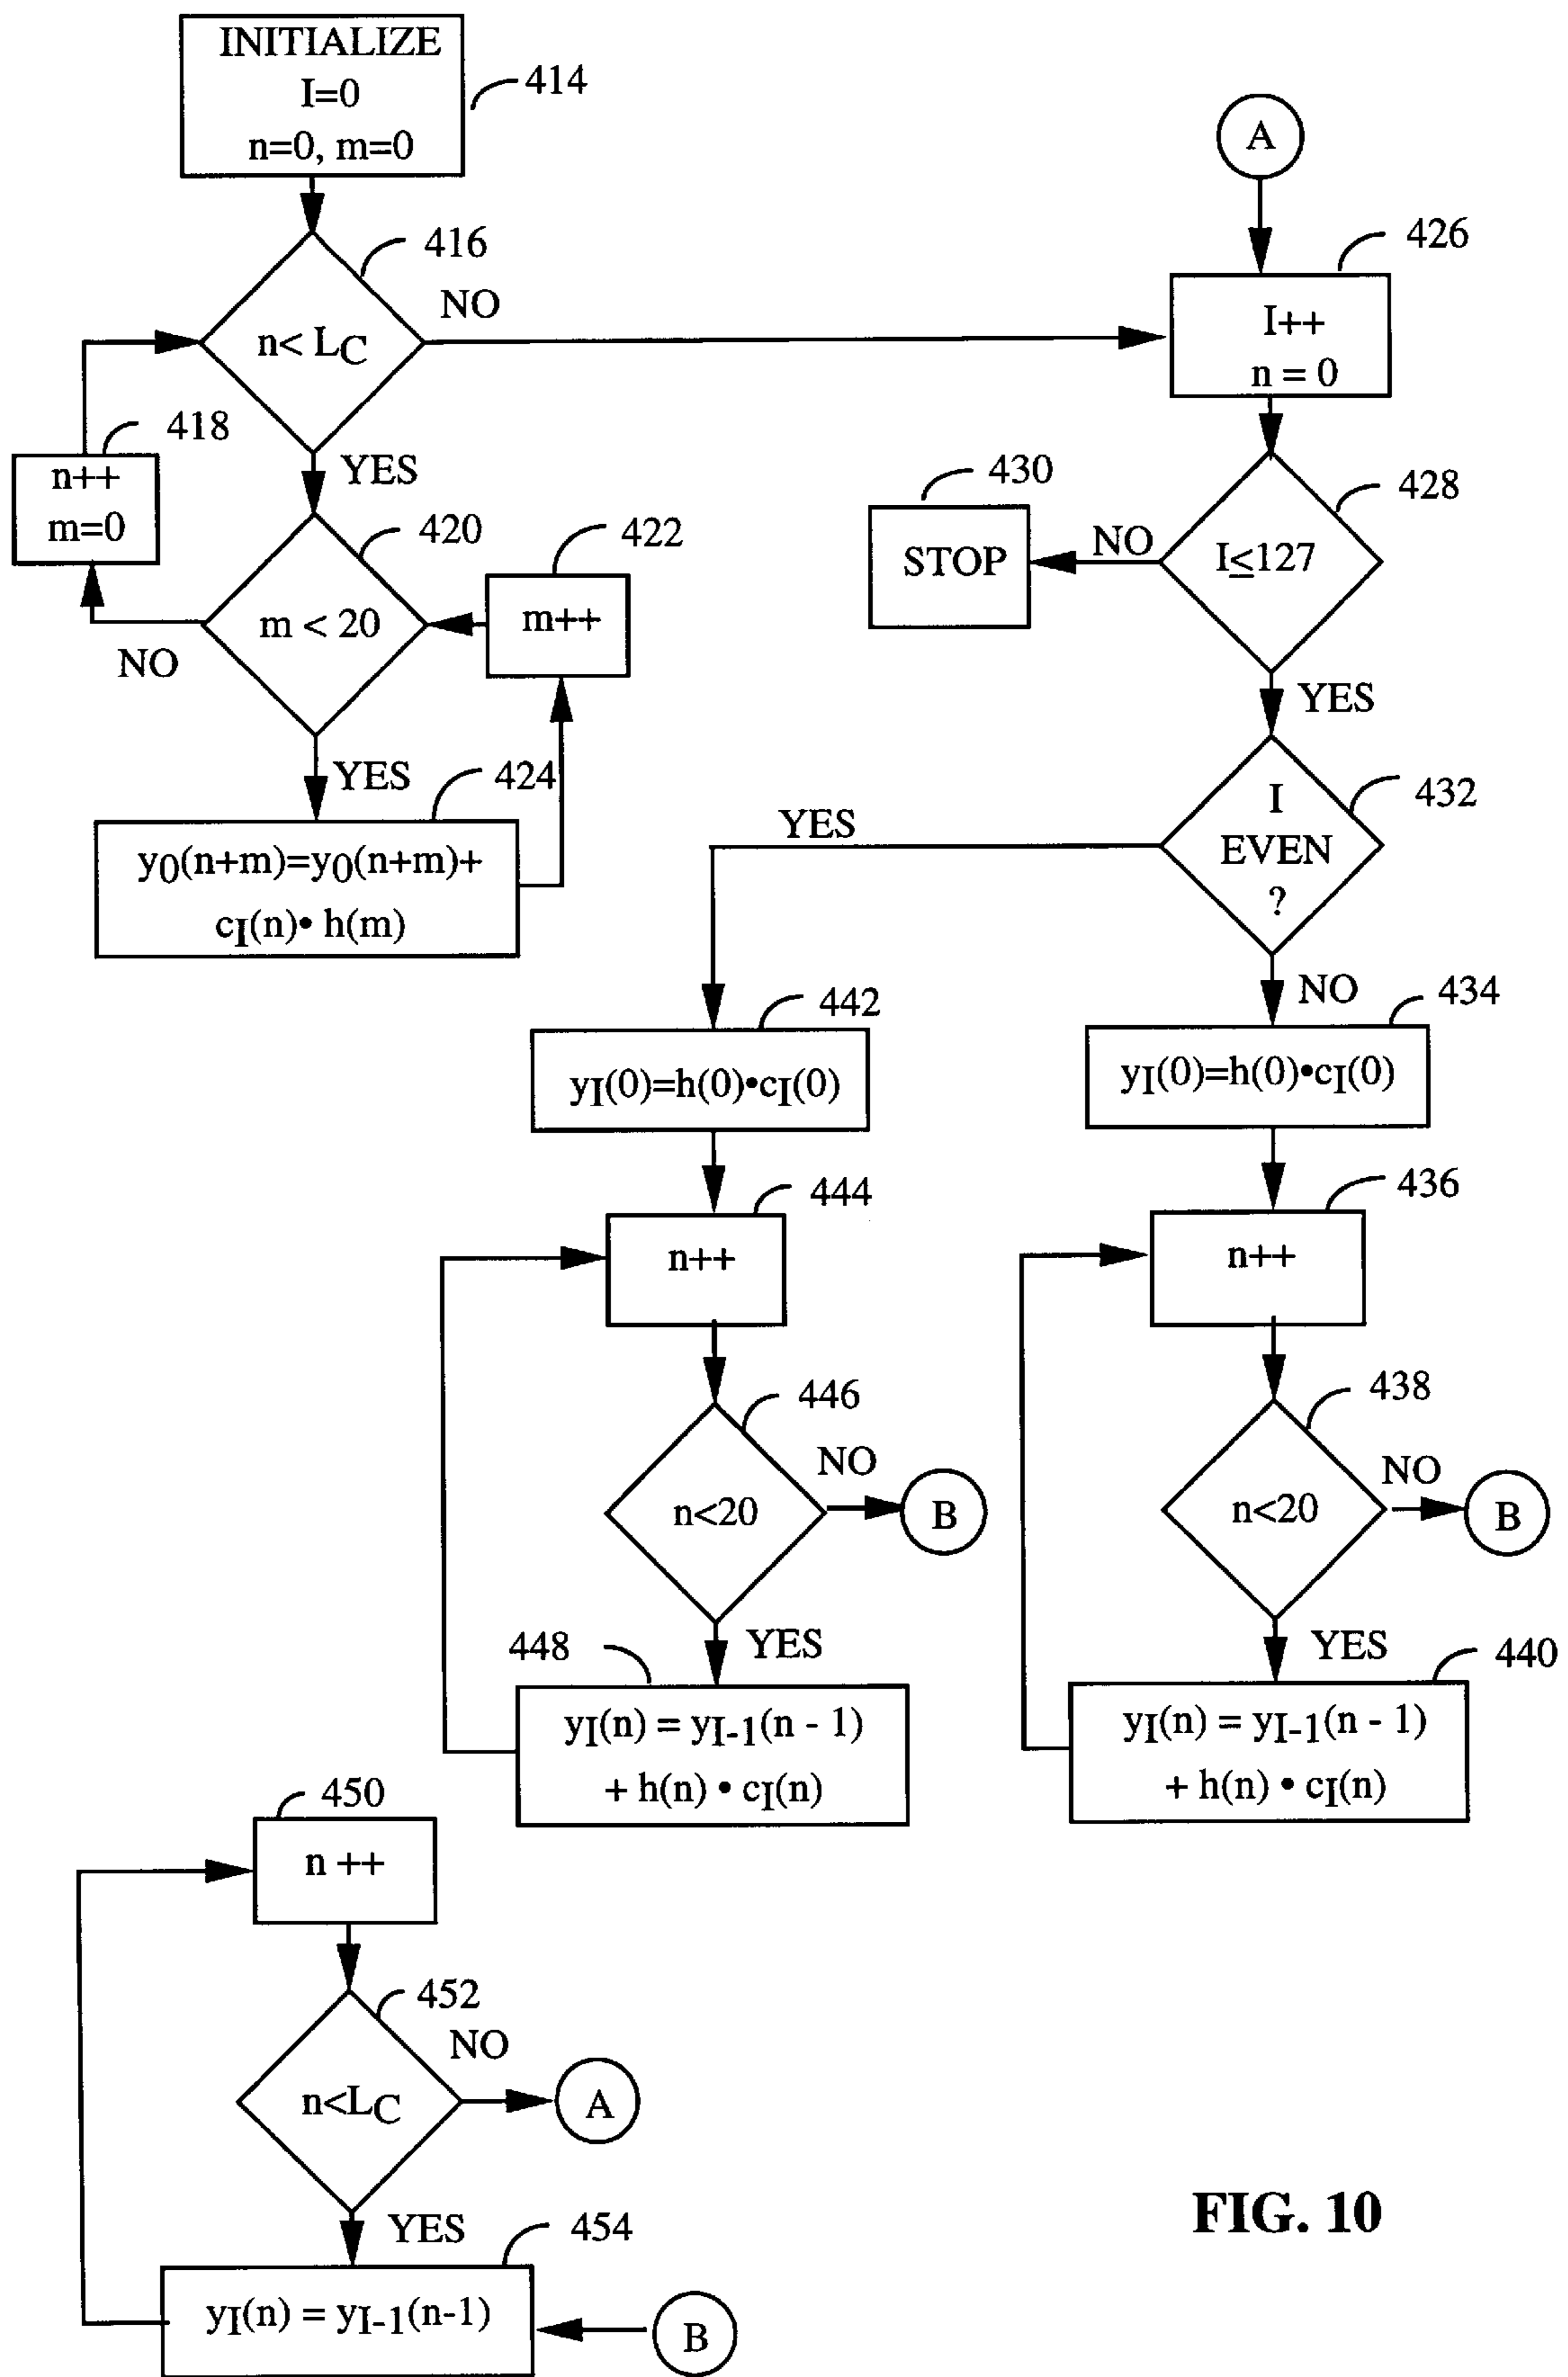 INITIALIZE
I=0
n=0, m=0
414
A
416
n< LC
NO
426
I++
n = 0
418
n++
m=0
YES
420
m < 20
NO
422
m++
430
STOP
NO
428
I≤127
YES
YES
424
y0(n+m)=y0(n+m)+
cI(n)• h(m)
YES
432
I
EVEN
?
NO
442
yI(0)=h(0)•cI(0)
434
yI(0)=h(0)•cI(0)
444
n++
436
n++
446
n<20
NO
B
438
n<20
NO
B
448
YES
yI(n) = yI-1(n - 1)
+ h(n) • cI(n)
YES
440
yI(n) = yI-1(n - 1)
+ h(n) • cI(n)
450
n ++
452
n<LC
NO
A
YES
454
yI(n) = yI-1(n-1)
B
FIG. 10